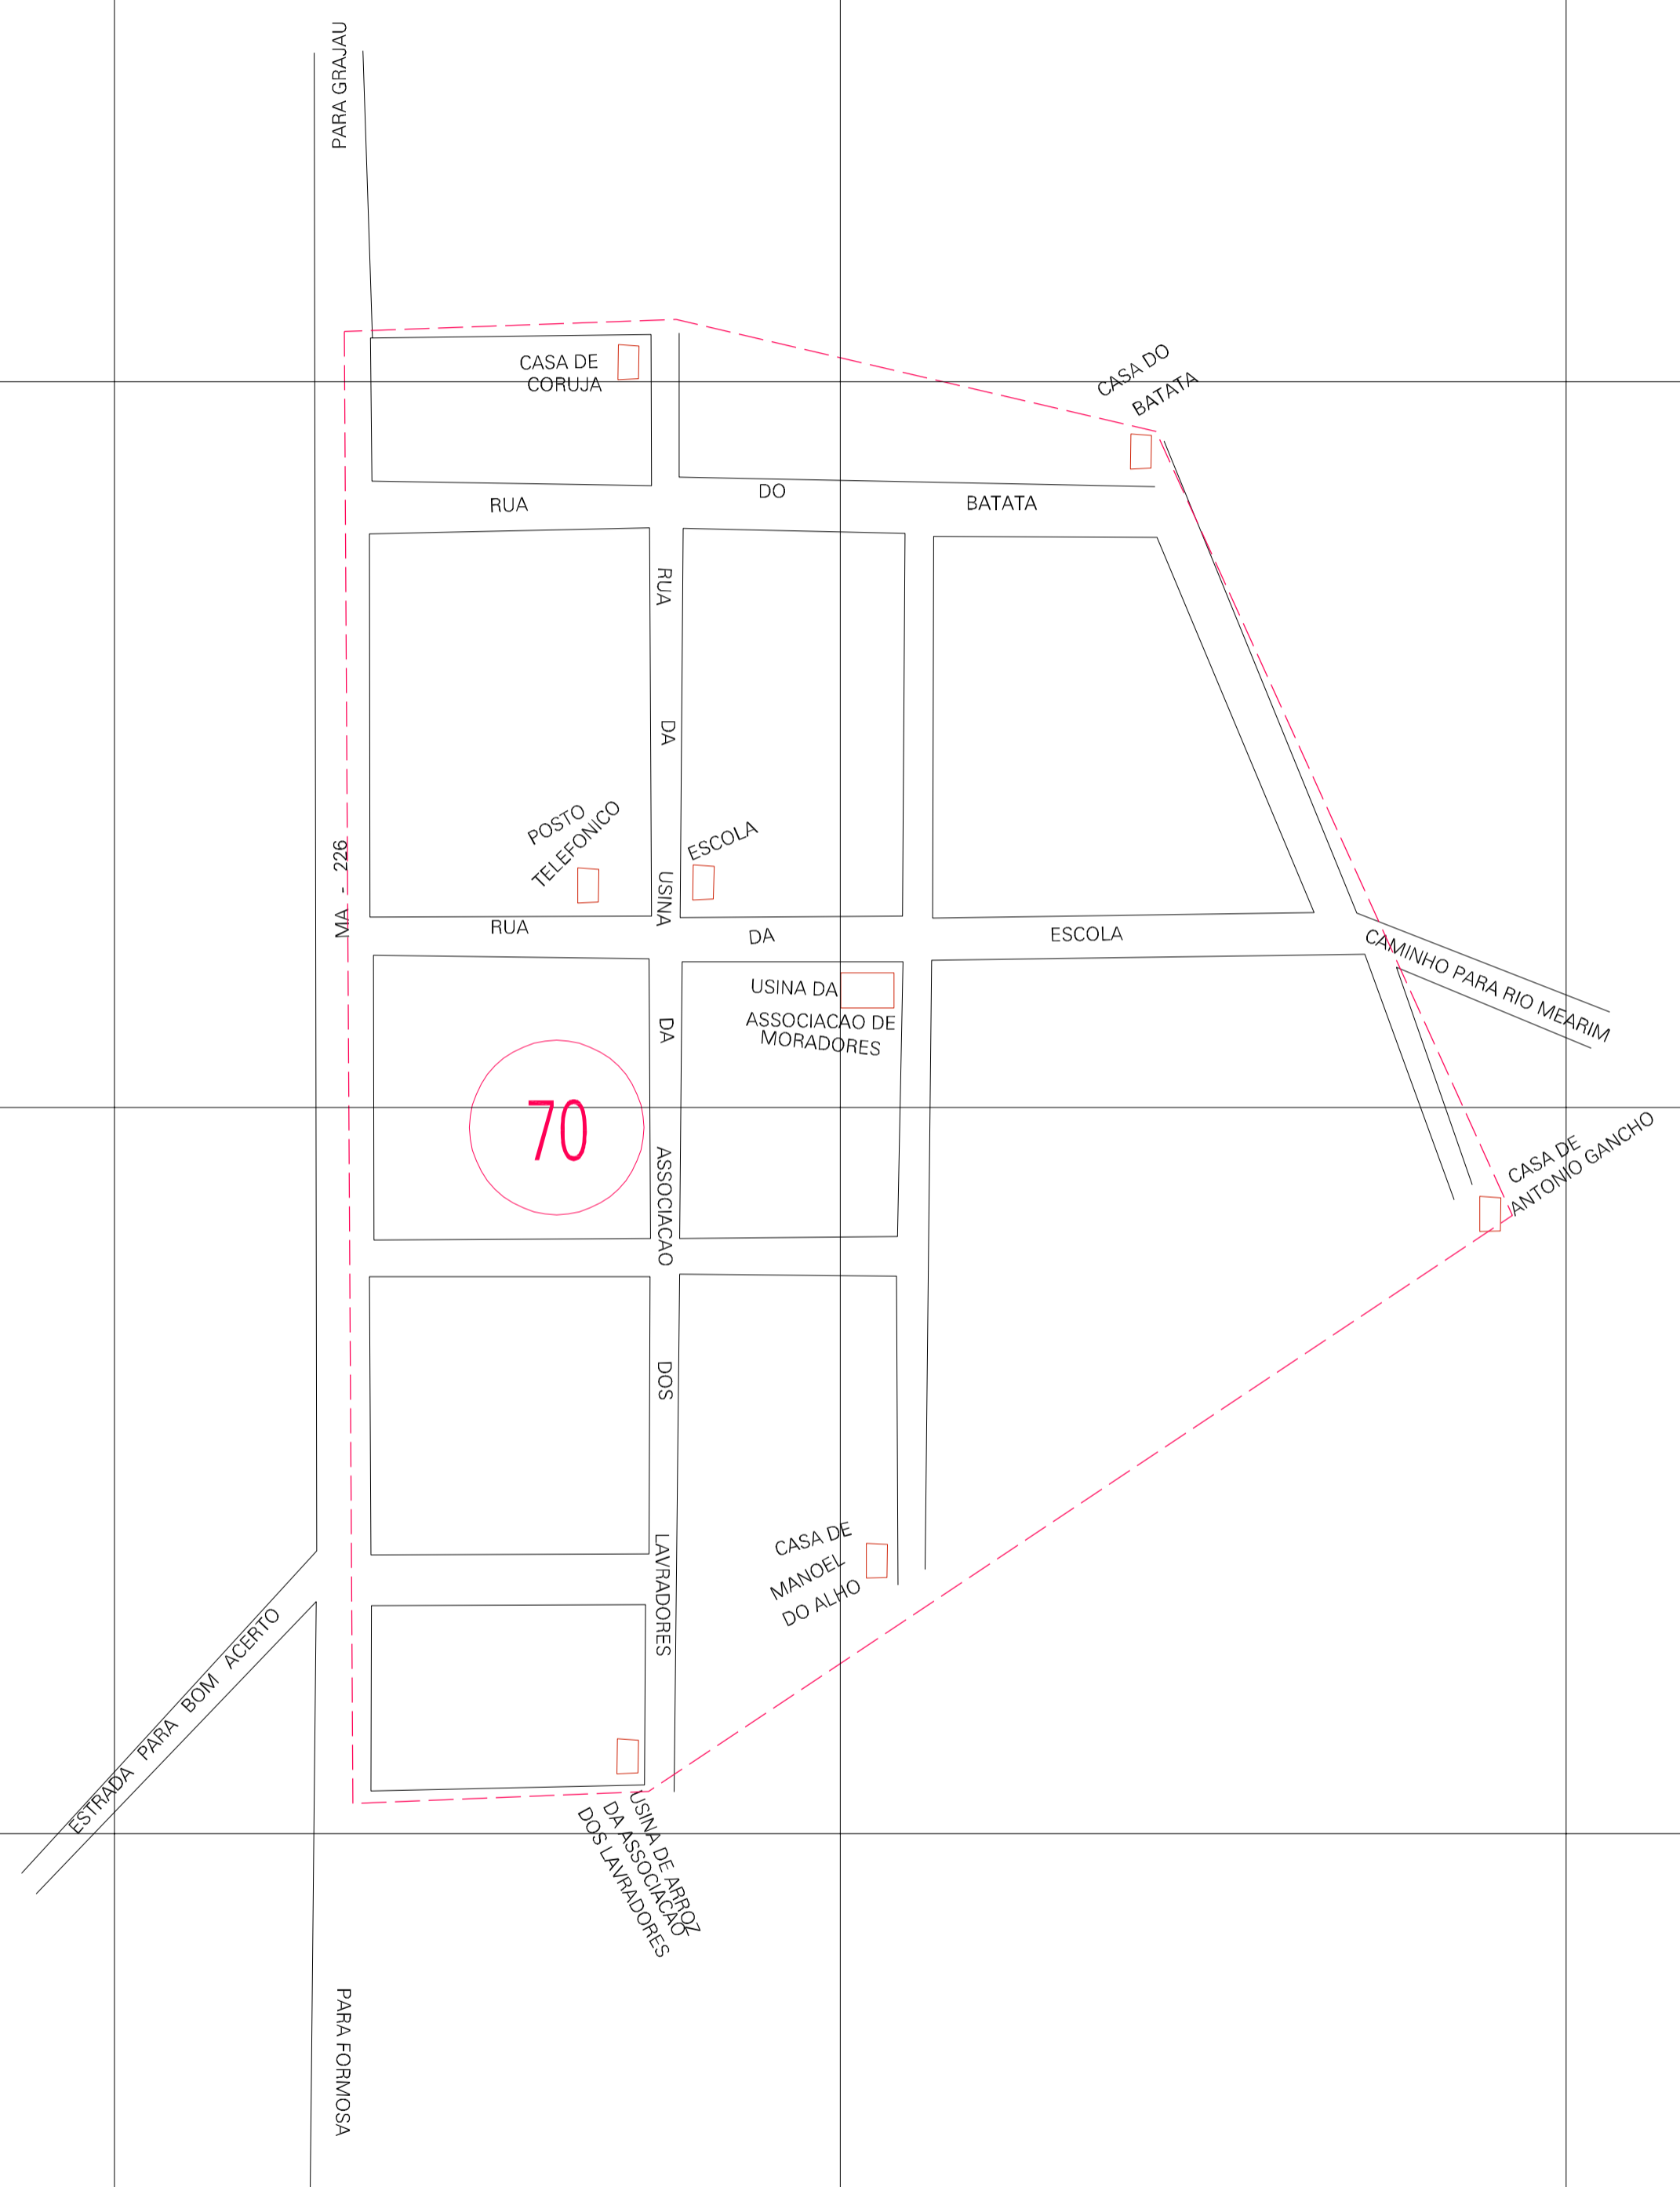 PARA GRAJAU
CASA DE
CORUJA
CASA DO
BATATA
RUA DO BATATA
RUA DA USINA DA ASSOCIACAO DOS LAVRADORES
POSTO
TELEFONICO
ESCOLA
MA - 226
RUA DA ESCOLA
CAMINHO PARA RIO MEARIM
USINA DA
ASSOCIACAO DE
MORADORES
70
CASA DE
ANTONIO GANCHO
CASA DE
MANOEL
DO ALHO
ESTRADA PARA BOM ACERTO
USINA DE ARROZ
DA ASSOCIACAO
DOS LAVRADORES
PARA FORMOSA